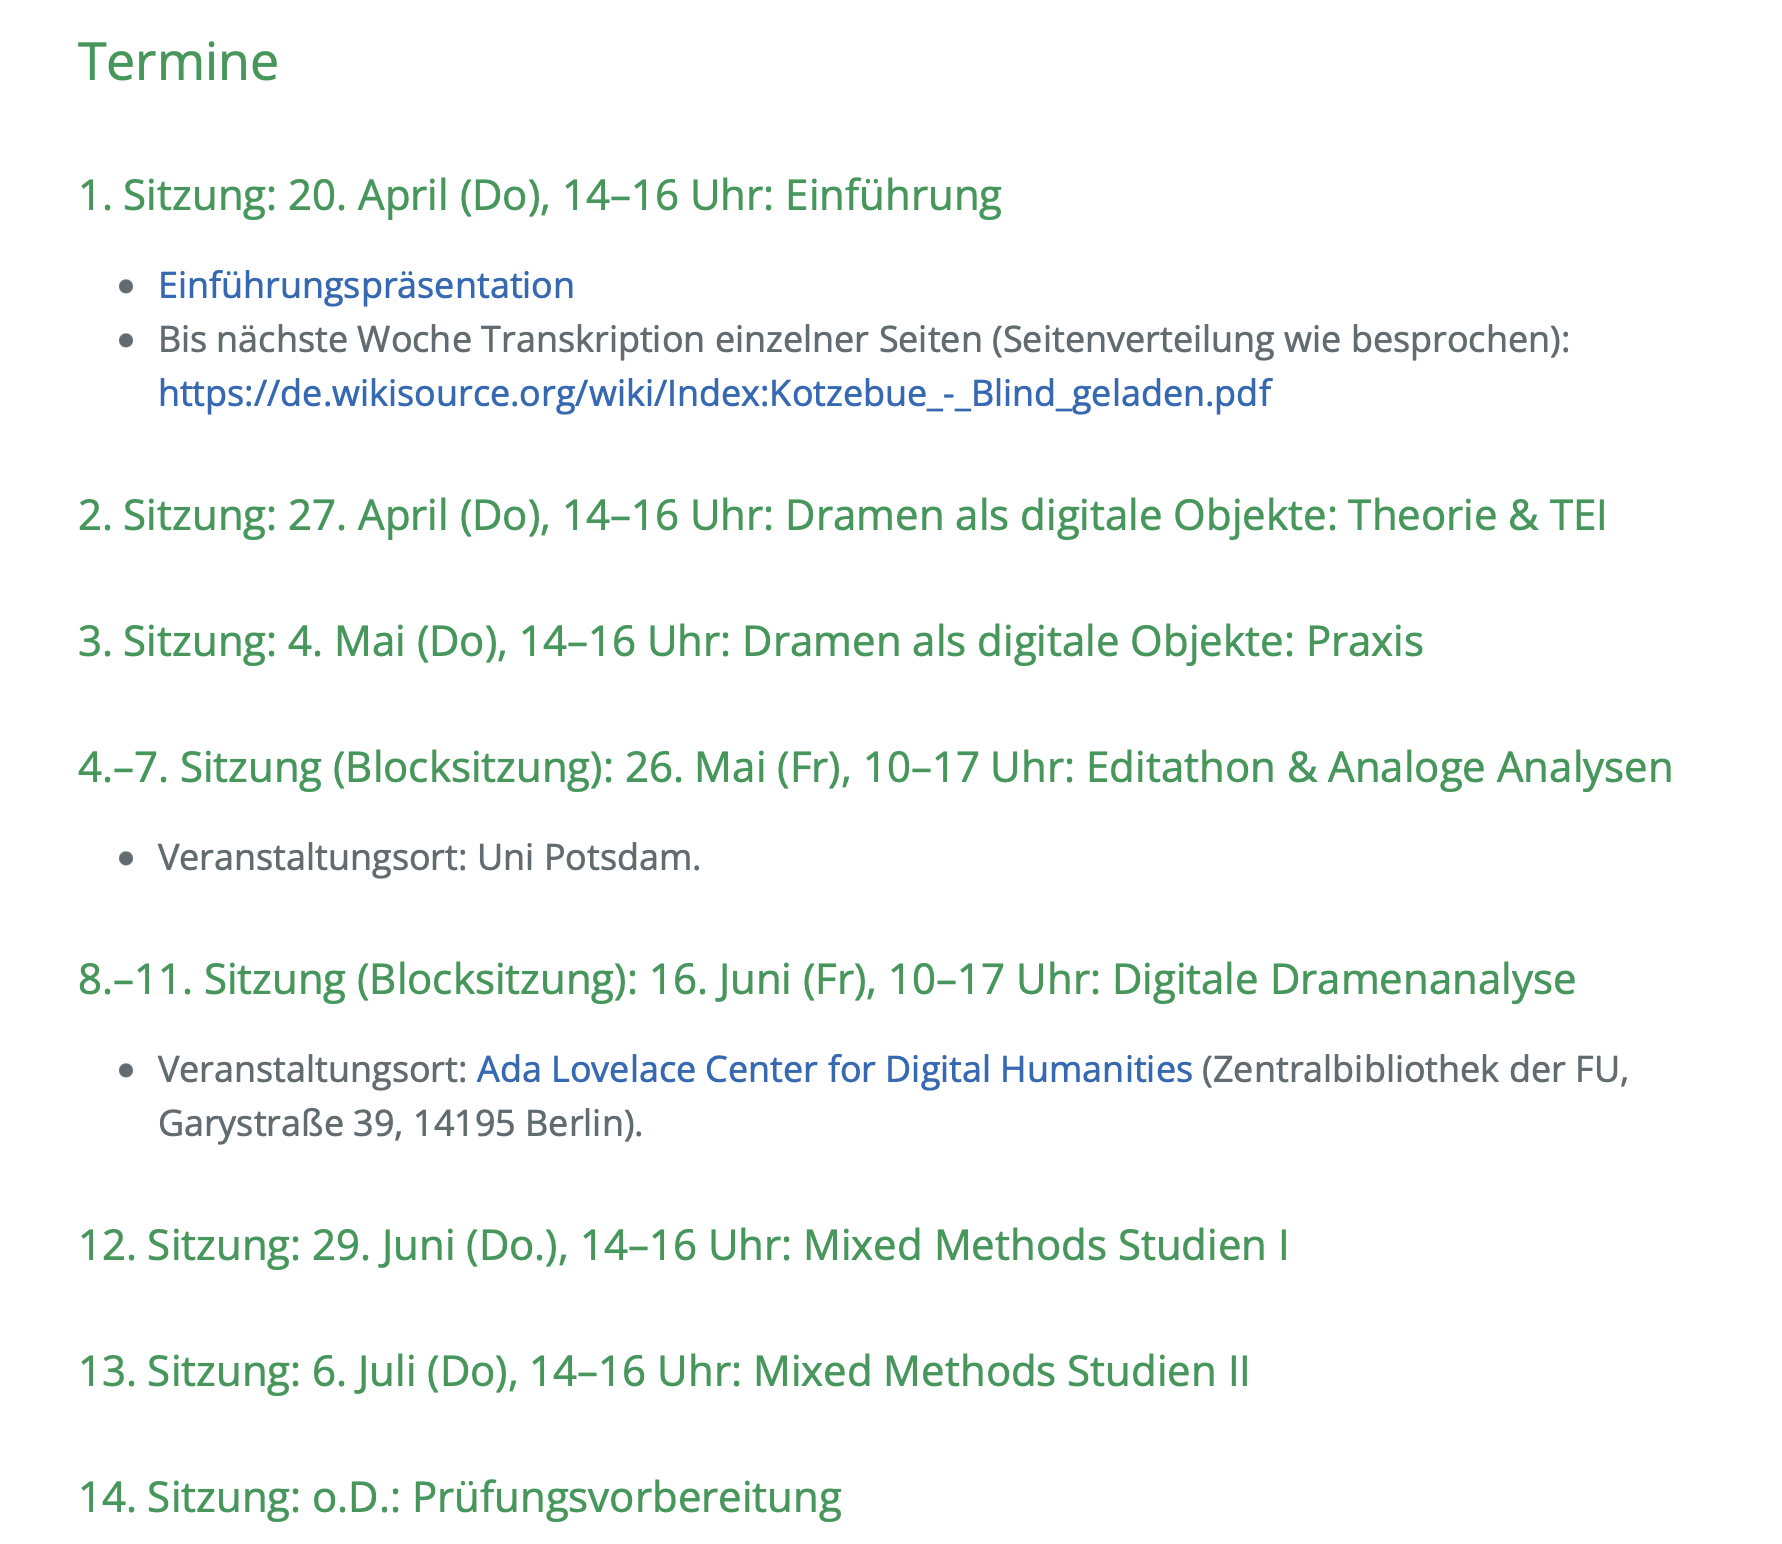 Termine
1. Sitzung: 20. April (Do), 14–16 Uhr: Einführung
Einführungspräsentation
Bis nächste Woche Transkription einzelner Seiten (Seitenverteilung wie besprochen):
https://de.wikisource.org/wiki/Index:Kotzebue_-_Blind_geladen.pdf
2. Sitzung: 27. April (Do), 14–16 Uhr: Dramen als digitale Objekte: Theorie & TEI
3. Sitzung: 4. Mai (Do), 14–16 Uhr: Dramen als digitale Objekte: Praxis
4.–7. Sitzung (Blocksitzung): 26. Mai (Fr), 10–17 Uhr: Editathon & Analoge Analysen
Veranstaltungsort: Uni Potsdam.
8.–11. Sitzung (Blocksitzung): 16. Juni (Fr), 10–17 Uhr: Digitale Dramenanalyse
Veranstaltungsort: Ada Lovelace Center for Digital Humanities (Zentralbibliothek der FU,
Garystraße 39, 14195 Berlin).
12. Sitzung: 29. Juni (Do.), 14–16 Uhr: Mixed Methods Studien I
13. Sitzung: 6. Juli (Do), 14–16 Uhr: Mixed Methods Studien II
14. Sitzung: o.D.: Prüfungsvorbereitung